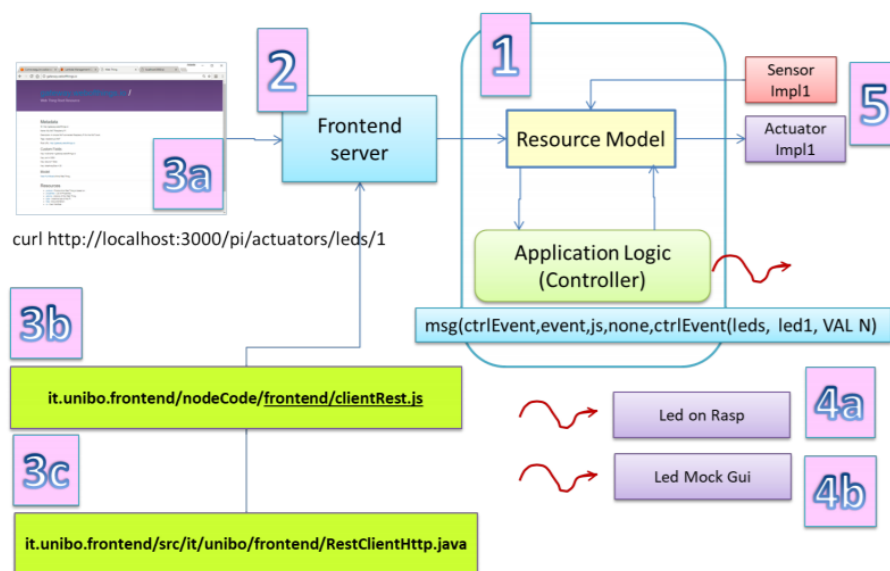 1
2
Sensor
Impl1
5
Frontend
server
Resource Model
Actuator
Impl1
Metadata
Resources
3a
curl http://localhost:3000/pi/actuators/leds/1
Application Logic
(Controller)
3b
msg(ctrlEvent,event,js,none,ctrlEvent(leds, led1, VAL N)
it.unibo.frontend/nodeCode/frontend/clientRest.js
Led on Rasp
4a
3c
Led Mock Gui
4b
it.unibo.frontend/src/it/unibo/frontend/RestClientHttp.java